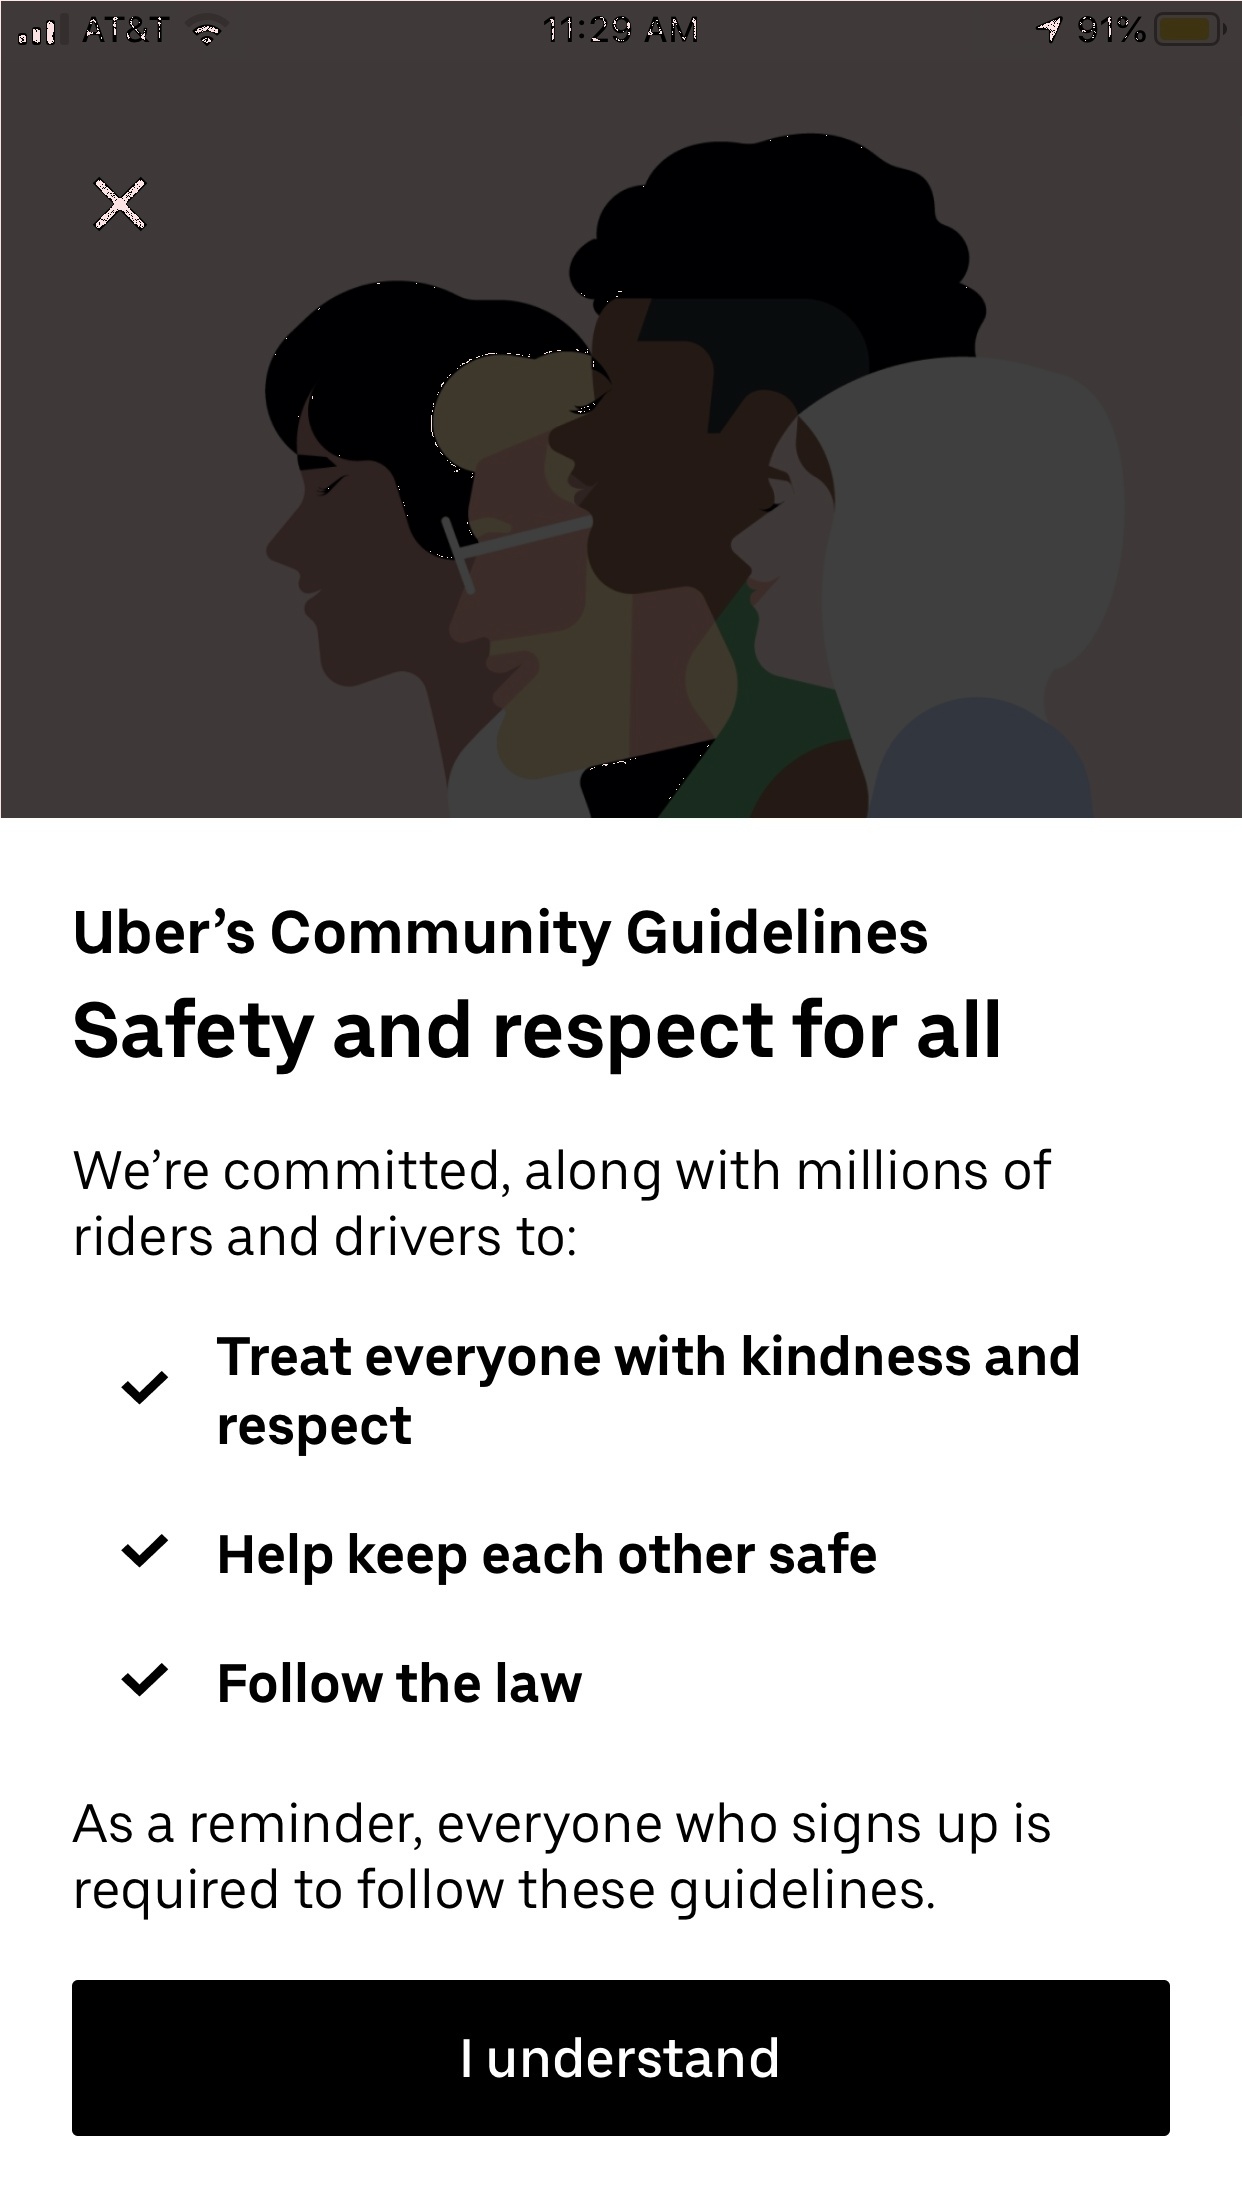 AT&T 11:29 AM 91%
Uber’s Community Guidelines
Safety and respect for all
We’re committed, along with millions of
riders and drivers to:
Treat everyone with kindness and
respect
Help keep each other safe
Follow the law
As a reminder, everyone who signs up is
required to follow these guidelines.
I understand